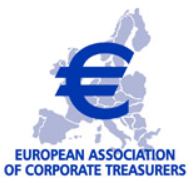 €
EUROPEAN ASSOCIATION
OF CORPORATE TREASURERS